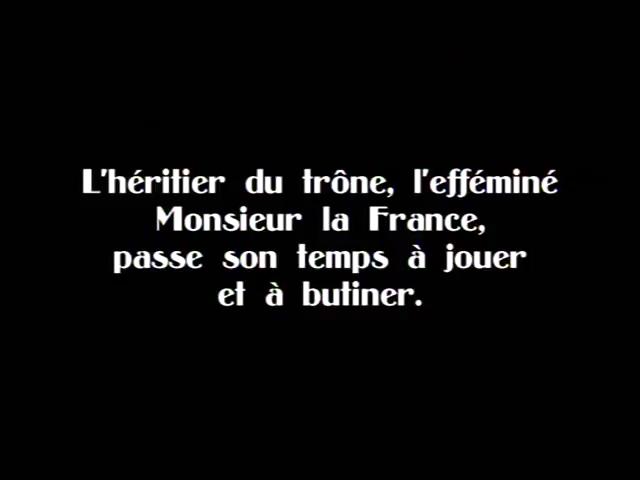 L'héritier du trône, l'efféminé
Monsieur la France,
passe son temps à jouer
et à butiner.